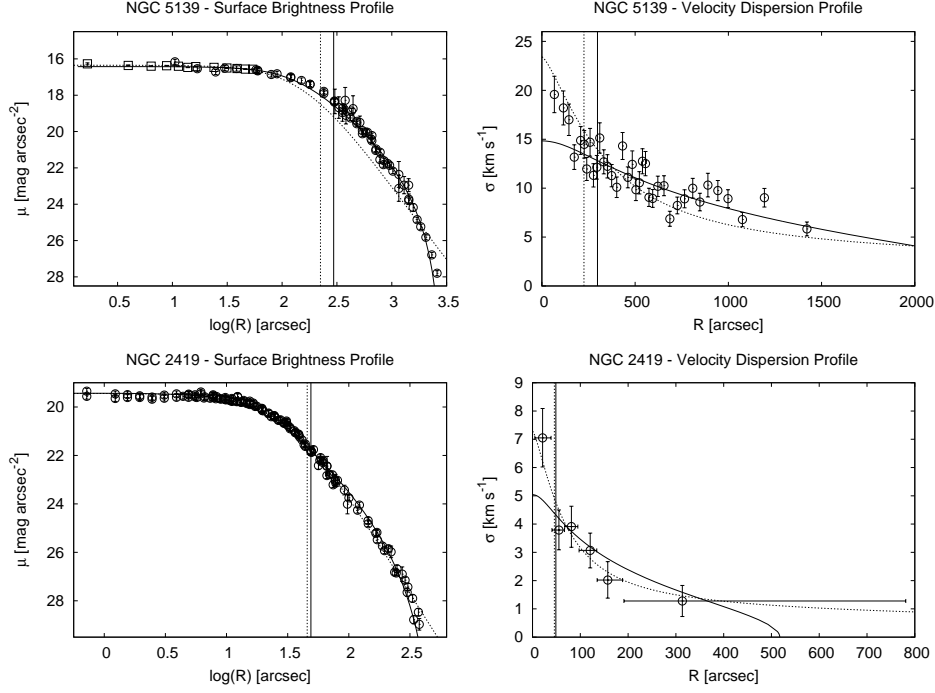 NGC 5139 - Surface Brightness Profile
μ [mag arcsec-2]
16
18
20
22
24
26
28
0 0.5 1 1.5 2 2.5 3 3.5
log(R) [arcsec]
NGC 5139 - Velocity Dispersion Profile
σ [km s-1]
25
20
15
10
5
0
0 500 1000 1500 2000
R [arcsec]
NGC 2419 - Surface Brightness Profile
μ [mag arcsec-2]
20
22
24
26
28
0 0.5 1 1.5 2 2.5
log(R) [arcsec]
NGC 2419 - Velocity Dispersion Profile
σ [km s-1]
9
8
7
6
5
4
3
2
1
0
0 100 200 300 400 500 600 700 800
R [arcsec]